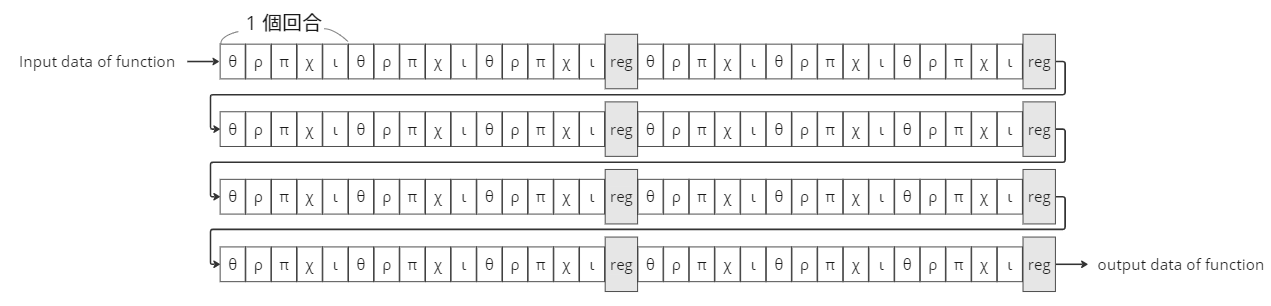 1 個回合
Input data of function θ ρ π χ ι θ ρ π χ ι θ ρ π χ ι reg θ ρ π χ ι θ ρ π χ ι θ ρ π χ ι reg
θ ρ π χ ι θ ρ π χ ι θ ρ π χ ι reg θ ρ π χ ι θ ρ π χ ι θ ρ π χ ι reg
θ ρ π χ ι θ ρ π χ ι θ ρ π χ ι reg θ ρ π χ ι θ ρ π χ ι θ ρ π χ ι reg
θ ρ π χ ι θ ρ π χ ι θ ρ π χ ι reg θ ρ π χ ι θ ρ π χ ι θ ρ π χ ι reg output data of function